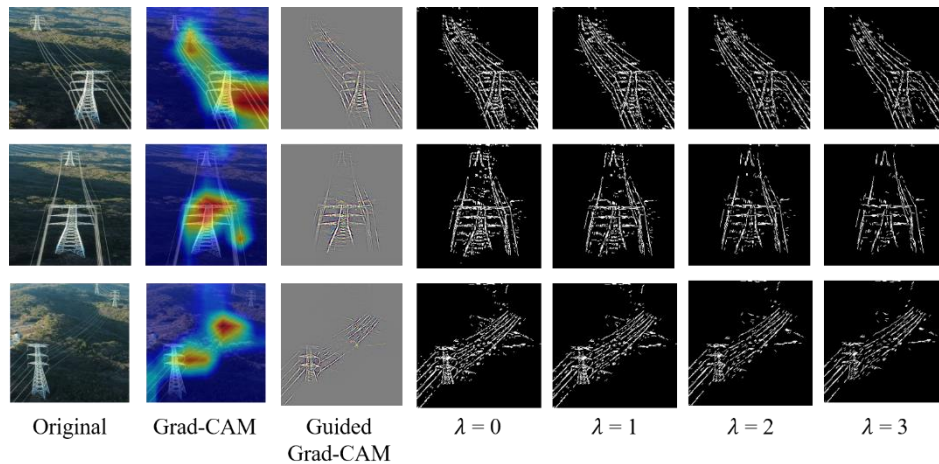 Original Grad-CAM Guided Grad-CAM λ = 0 λ = 1 λ = 2 λ = 3